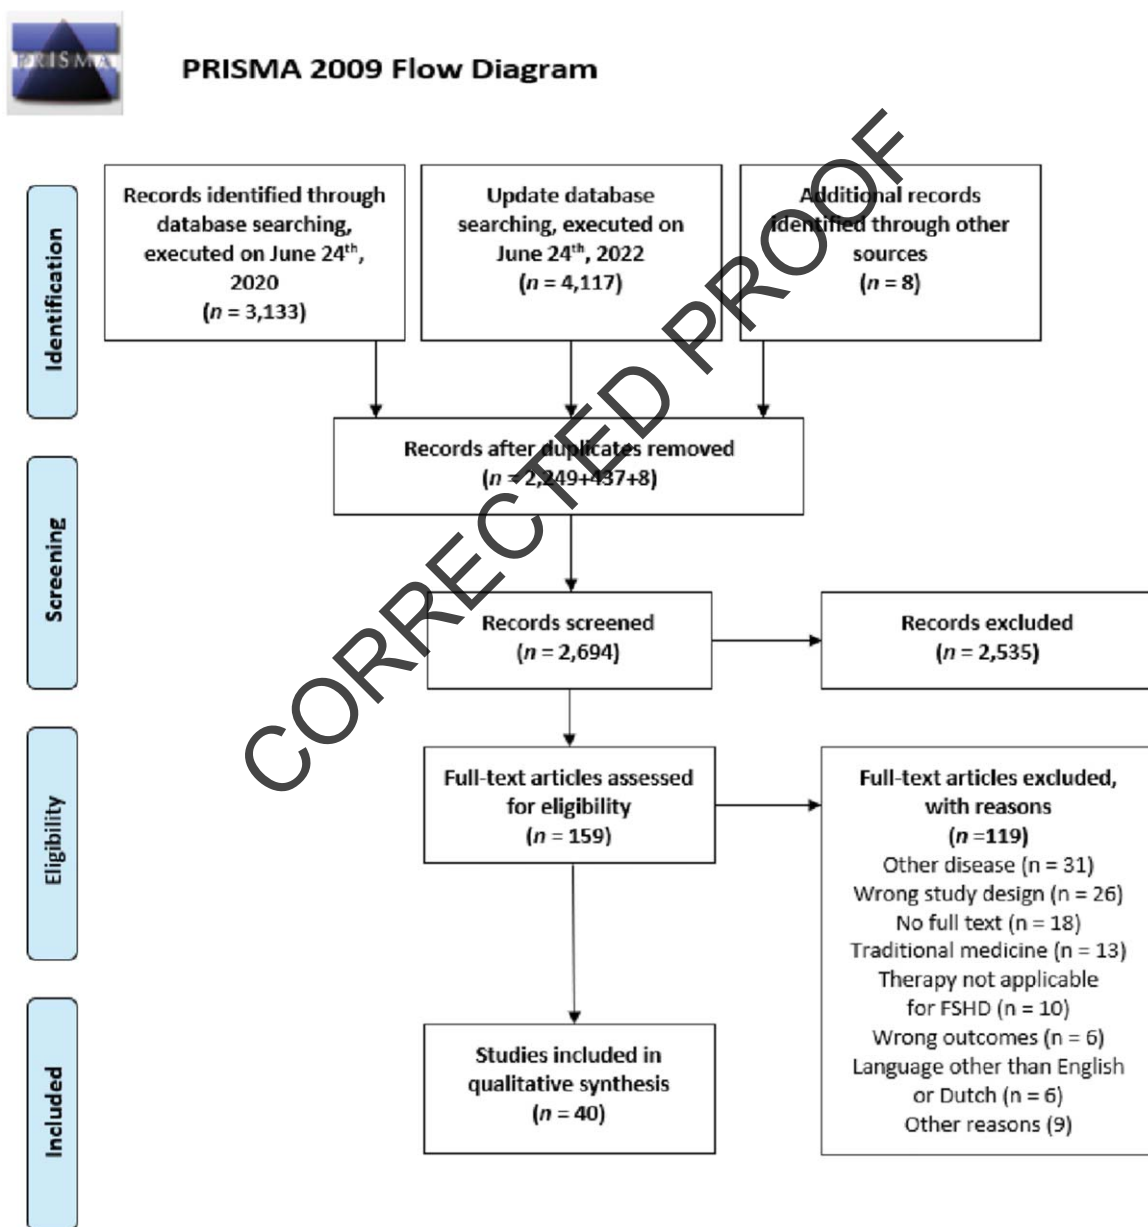 PRISMA
PRISMA 2009 Flow Diagram
Identification
Records identified through
database searching,
executed on June 24th,
2020
(n = 3,133)
Update database
searching, executed on
June 24th, 2022
(n = 4,117)
Additional records
identified through other
sources
(n = 8)
Records after duplicates removed
(n = 2,249+437+8)
Screening
Records screened
(n = 2,694)
Records excluded
(n = 2,535)
Eligibility
Full-text articles assessed
for eligibility
(n = 159)
Full-text articles excluded,
with reasons
(n =119)
Other disease (n = 31)
Wrong study design (n = 26)
No full text (n = 18)
Traditional medicine (n = 13)
Therapy not applicable
for FSHD (n = 10)
Wrong outcomes (n = 6)
Language other than English
or Dutch (n = 6)
Other reasons (9)
Included
Studies included in
qualitative synthesis
(n = 40)
CORRECTED PROOF